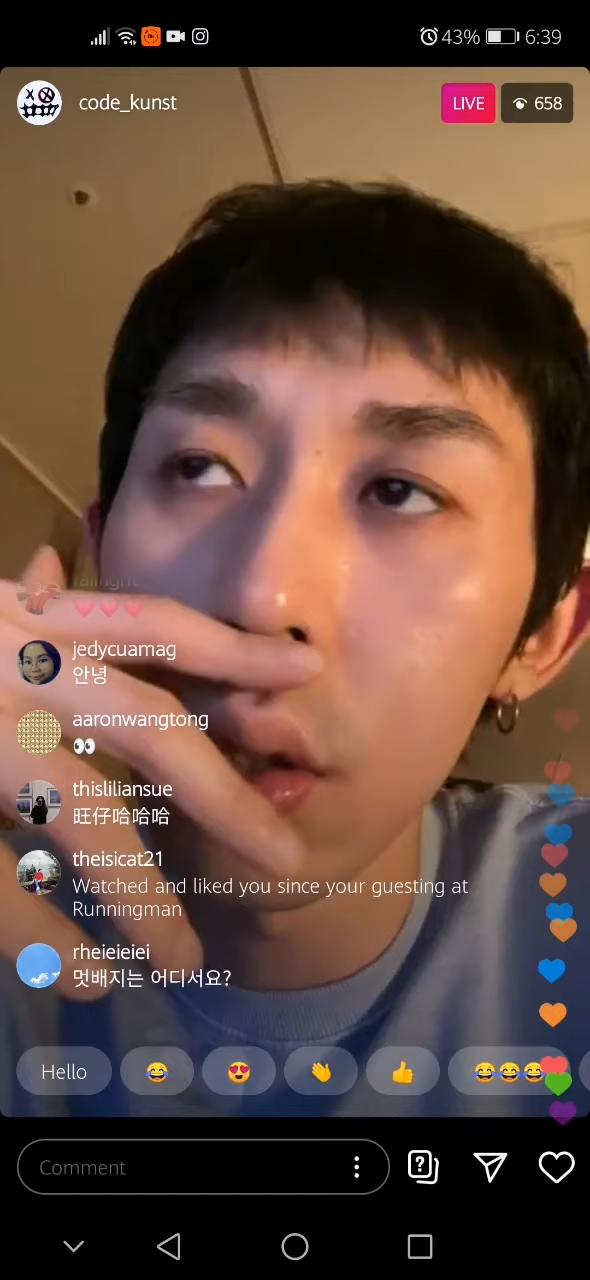 43% 6:39
code_kunst LIVE 658
jedycuamag
안녕
aaronwangtong
👀
thisliliansue
旺仔哈哈哈
theisicat21
Watched and liked you since your guesting at
Runningman
rheieieiei
멋배지는 어디서요?
Hello 😂 😍 👋 👍 😂😂😂
Comment